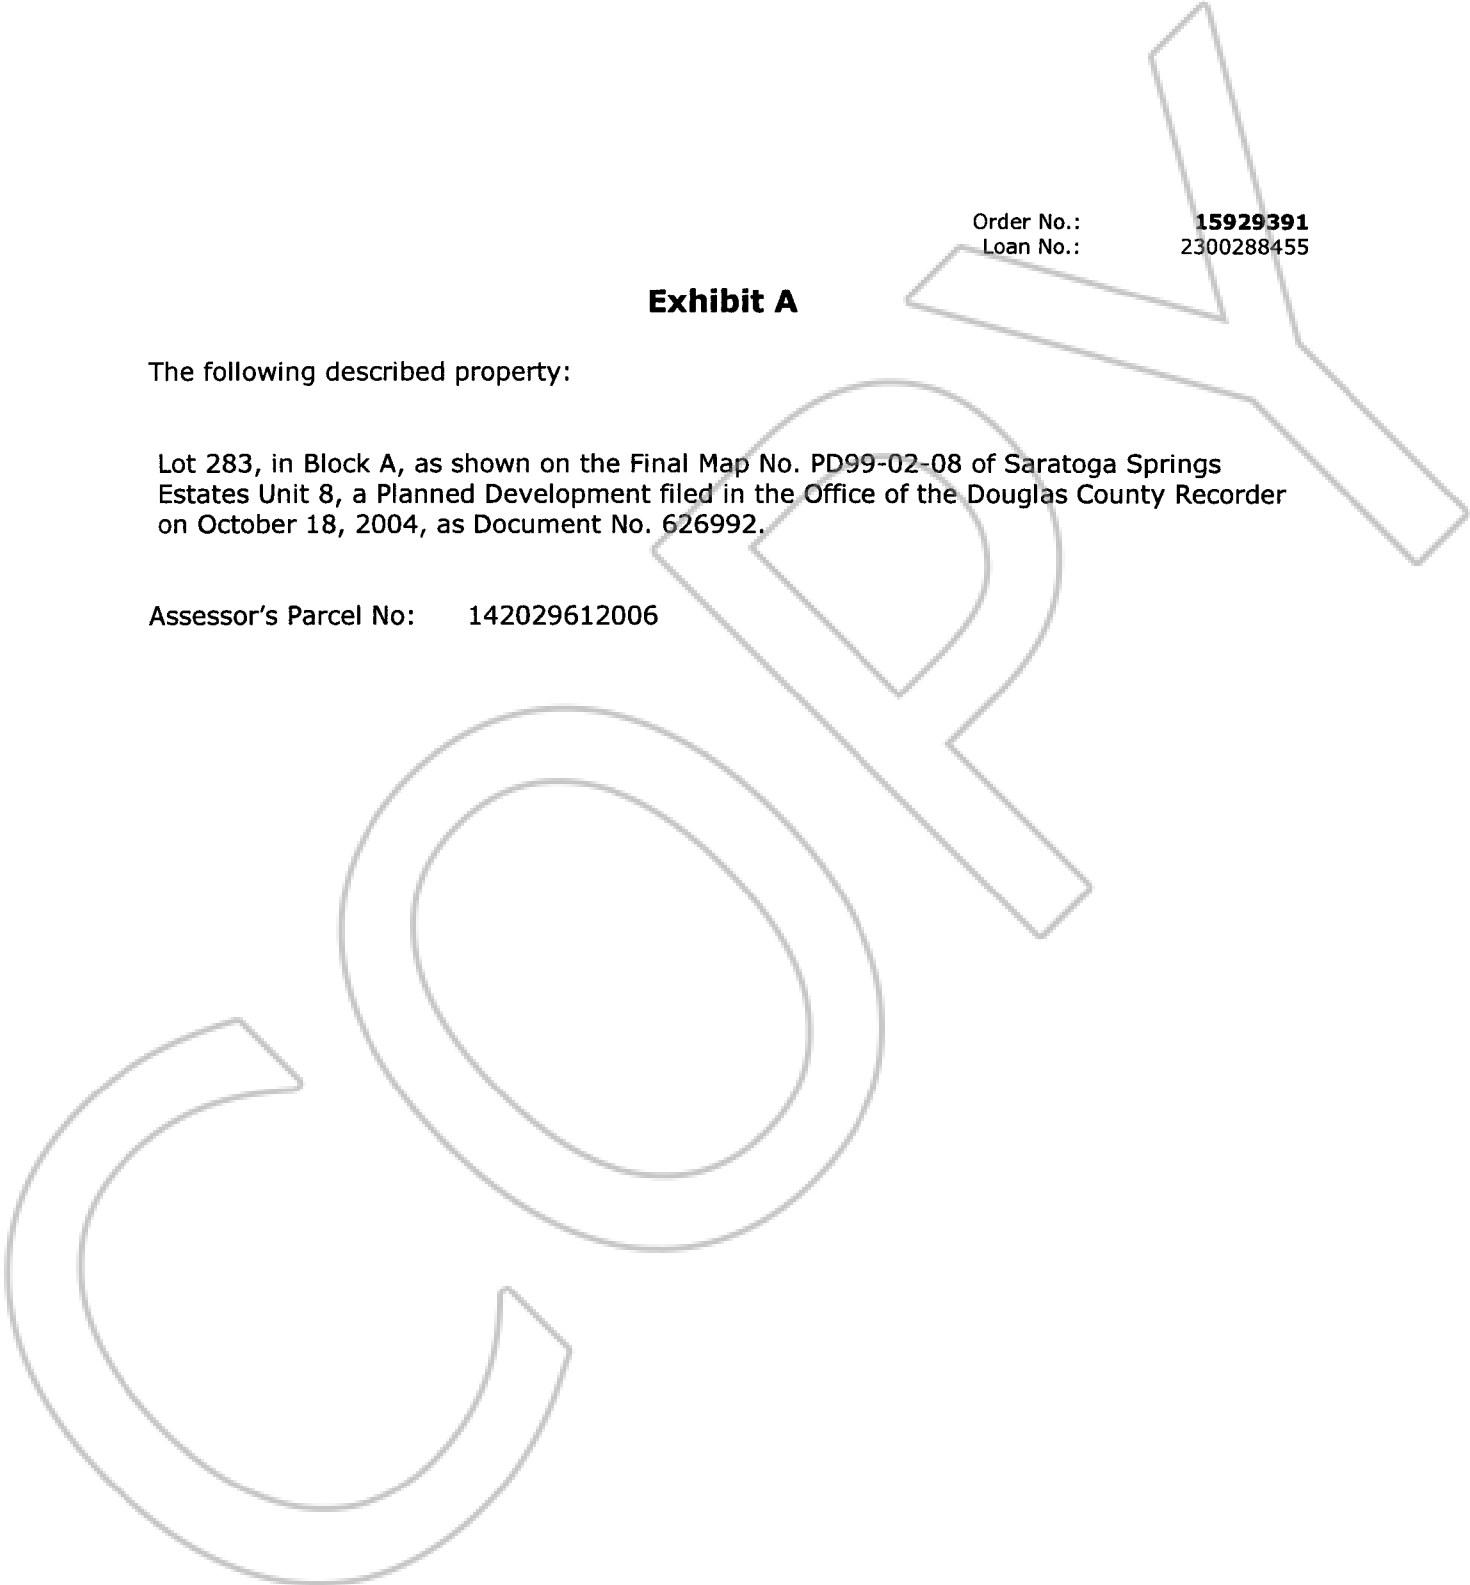 Order No.: 15929391
Loan No.: 2300288455
Exhibit A
The following described property:
Lot 283, in Block A, as shown on the Final Map No. PD99-02-08 of Saratoga Springs
Estates Unit 8, a Planned Development filed in the Office of the Douglas County Recorder
on October 18, 2004, as Document No. 626992.
Assessor's Parcel No: 142029612006
COPY